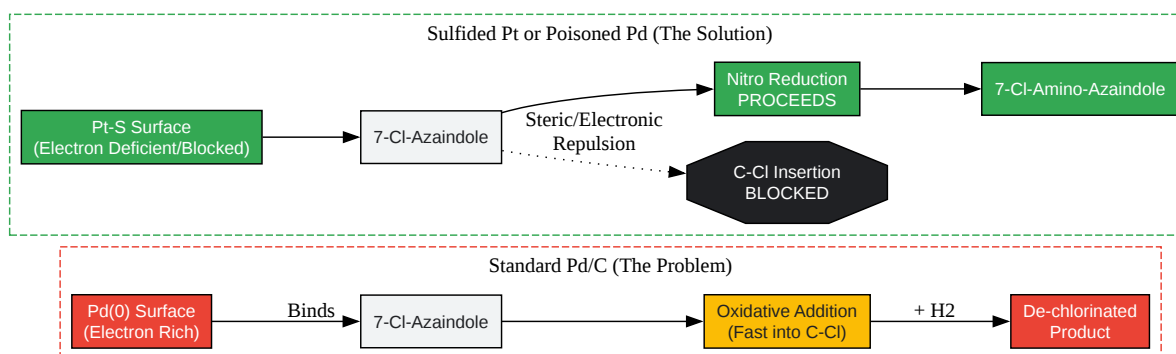 Sulfided Pt or Poisoned Pd (The Solution)
Pt-S Surface
(Electron Deficient/Blocked)
7-Cl-Azaindole
Steric/Electronic
Repulsion
Nitro Reduction
PROCEEDS
7-Cl-Amino-Azaindole
C-Cl Insertion
BLOCKED
Standard Pd/C (The Problem)
Pd(0) Surface
(Electron Rich)
Binds
7-Cl-Azaindole
Oxidative Addition
(Fast into C-Cl)
+ H2
De-chlorinated
Product